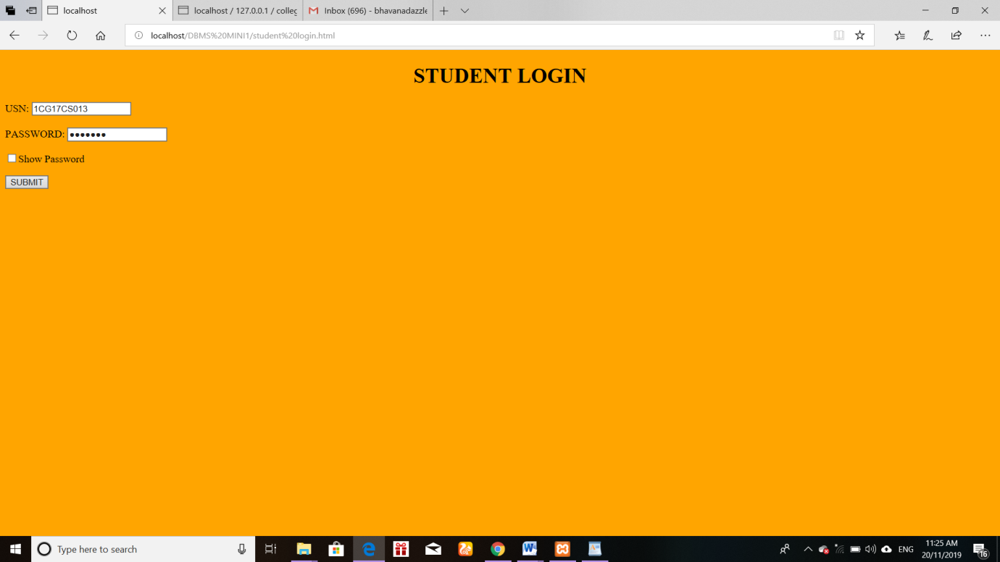 localhost
localhost / 127.0.0.1 / colleg
Inbox (696) - bhavanadazzle
localhost/DBMS%20MINI1/student%20login.html
STUDENT LOGIN
USN: 1CG17CS013
PASSWORD: •••••••
Show Password
SUBMIT
Type here to search
ENG
11:25 AM
20/11/2019
16